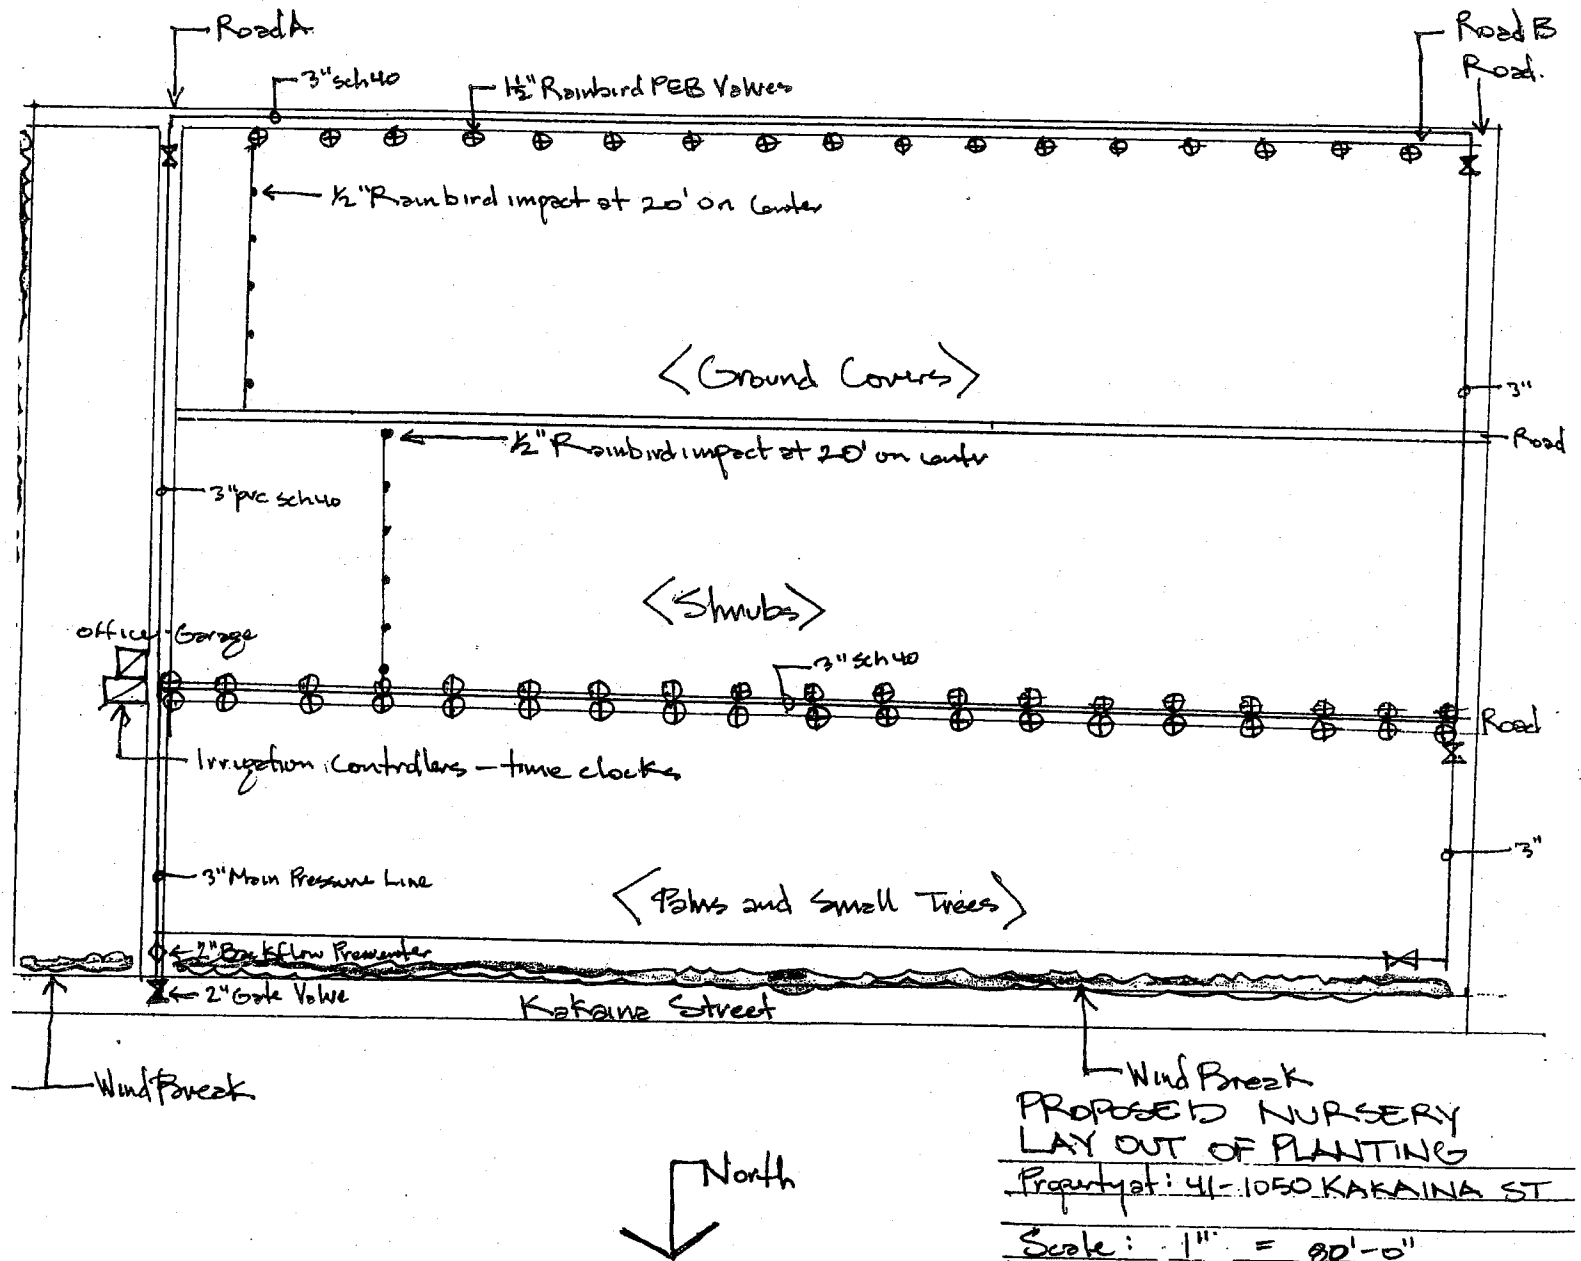 Road A
Road B
Road.
3" sch 40
1½" Rainbird PEB Valves
½" Rainbird impact at 20' on center
<Ground Covers>
3"
Road
½" Rainbird impact at 20' on centr
3" pvc sch 40
<Shrubs>
office Garage
3" sch 40
Road
Irrigation Controllers - time clocks
3"
3" Main Pressure Line
<Palms and Small Trees>
2" Backflow Preventer
2" Gate Valve
Kakaina Street
Wind Break
Wind Break
PROPOSED NURSERY
LAY OUT OF PLANTING
North
Property at: 41-1050 KAKAINA ST
Scale: 1" = 80'-0"